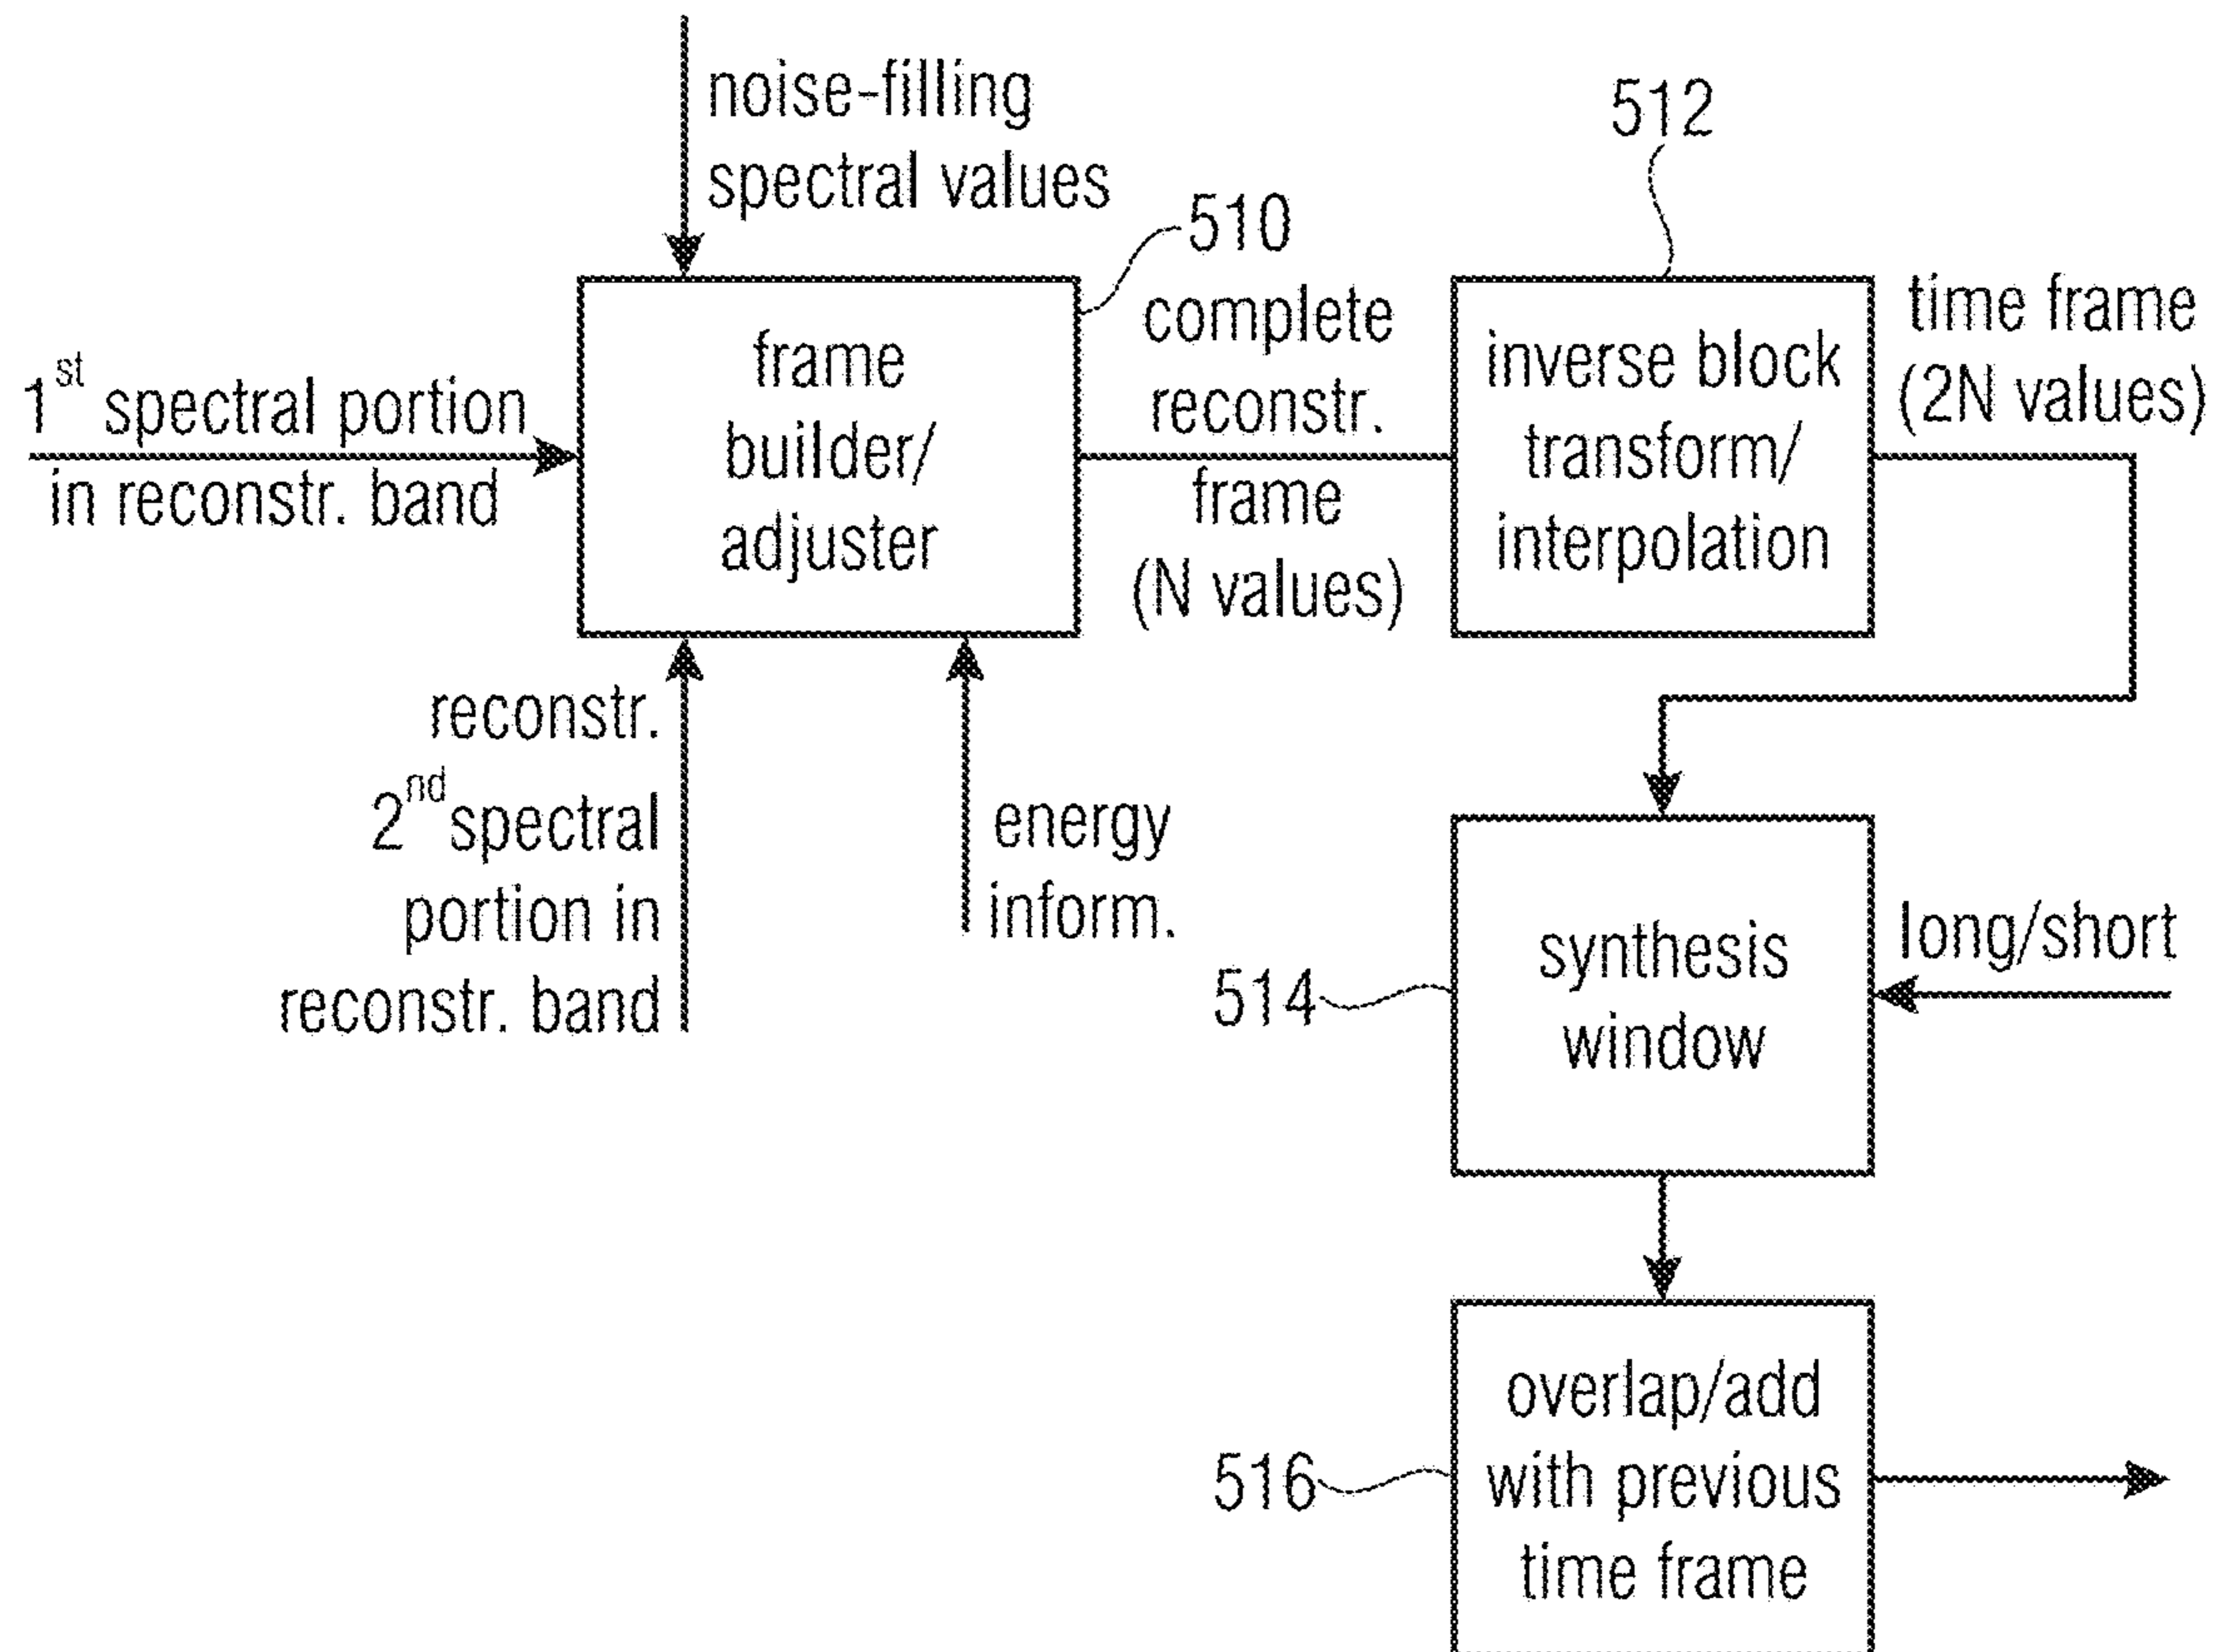 noise-filling
spectral values
512
510
1st spectral portion
in reconstr. band
frame
builder/
adjuster
complete
reconstr.
frame
(N values)
inverse block
transform/
interpolation
time frame
(2N values)
reconstr.
2nd spectral
portion in
reconstr. band
energy
inform.
514
synthesis
window
long/short
516
overlap/add
with previous
time frame